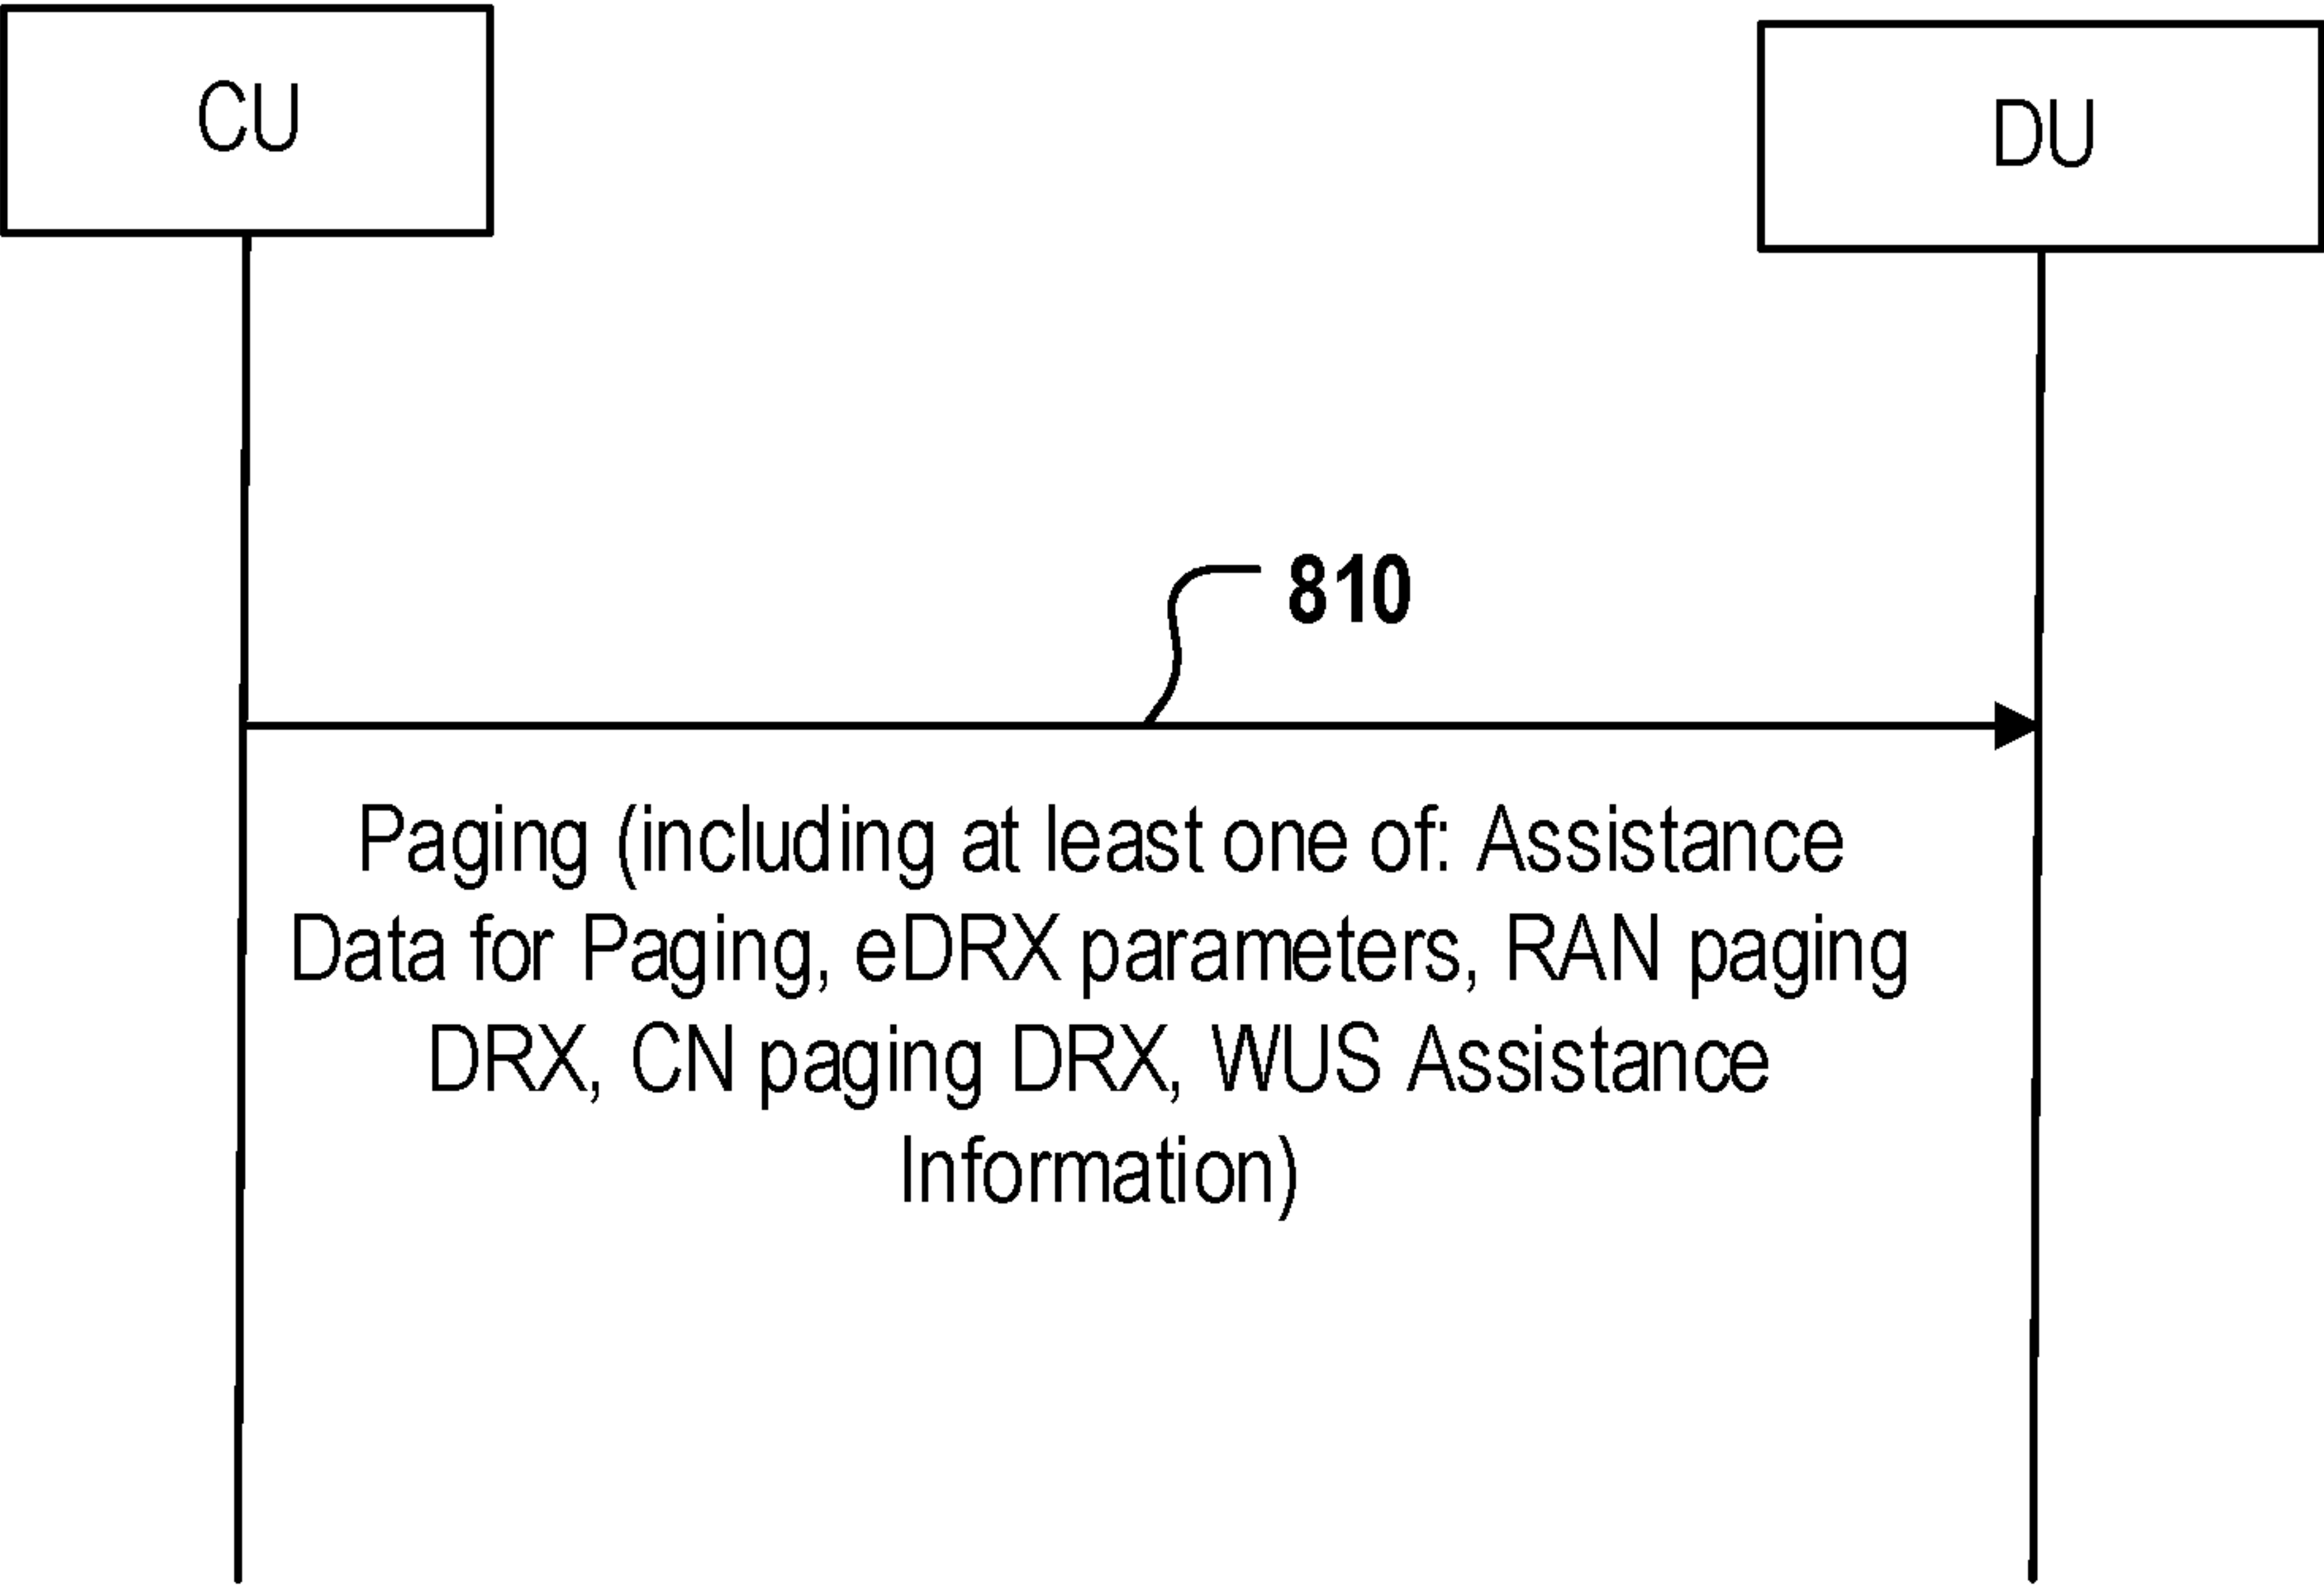 CU
DU
810
Paging (including at least one of: Assistance
Data for Paging, eDRX parameters, RAN paging
DRX, CN paging DRX, WUS Assistance
Information)